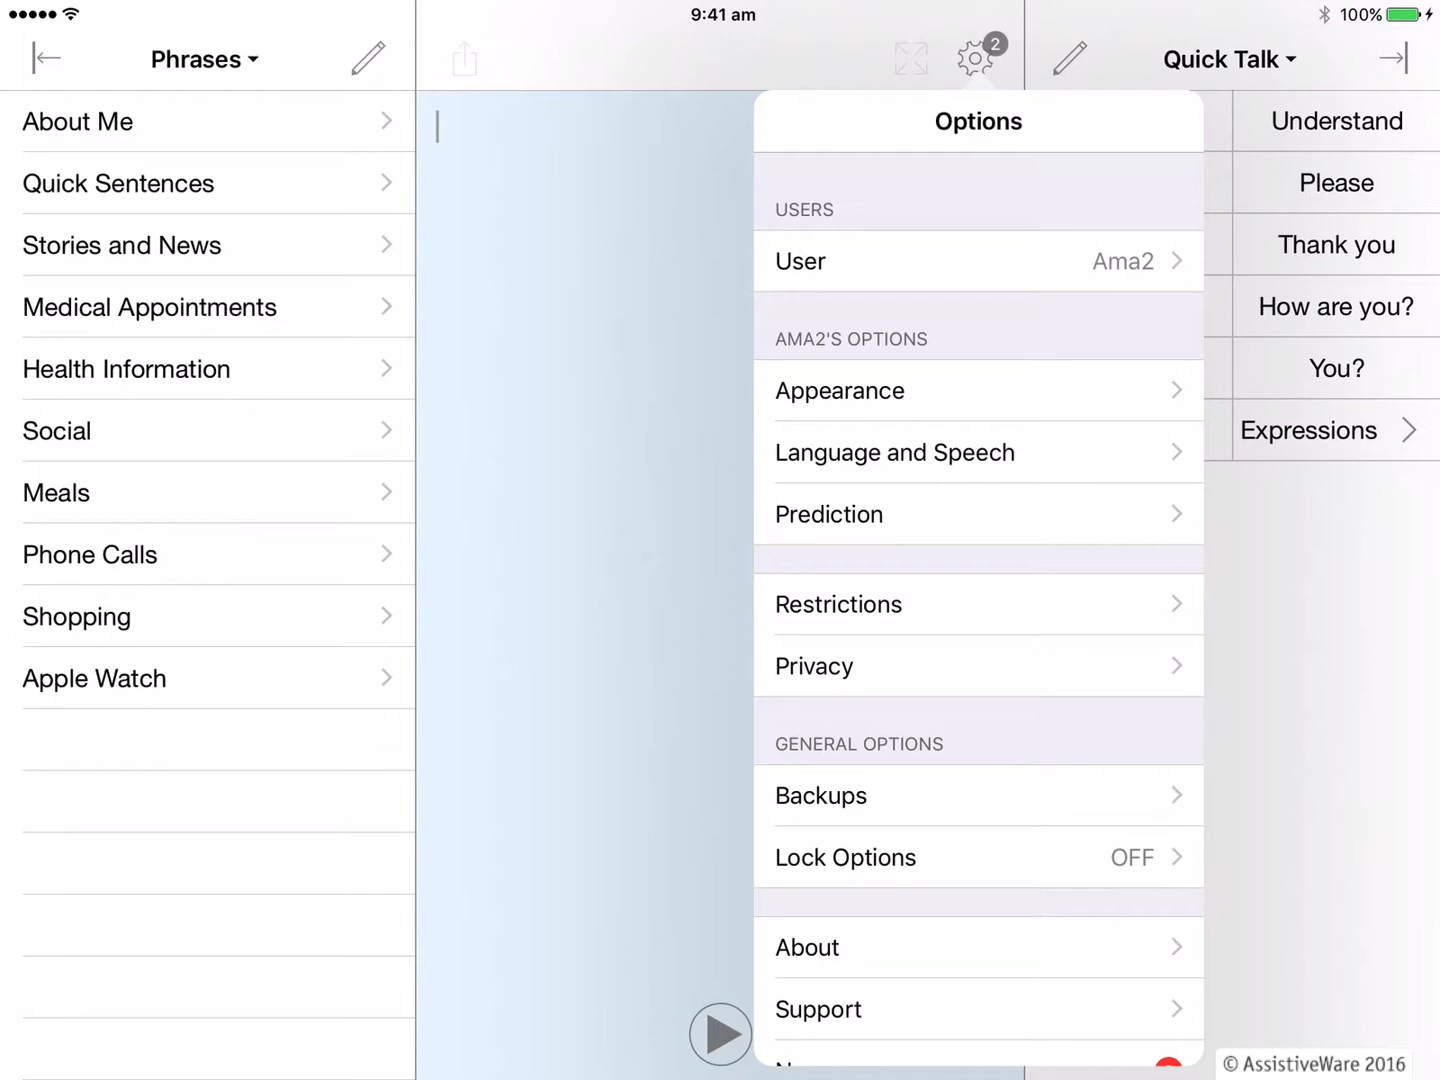 9:41 am
100%
Phrases
2
Quick Talk
About Me
Quick Sentences
Stories and News
Medical Appointments
Health Information
Social
Meals
Phone Calls
Shopping
Apple Watch
Options
USERS
User Ama2
AMA2'S OPTIONS
Appearance
Language and Speech
Prediction
Restrictions
Privacy
GENERAL OPTIONS
Backups
Lock Options OFF
About
Support
Understand
Please
Thank you
How are you?
You?
Expressions
© AssistiveWare 2016